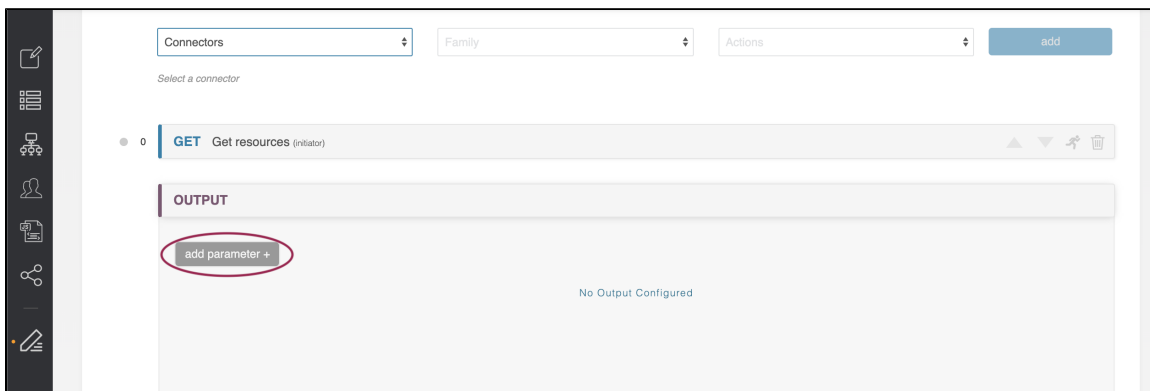 Connectors Family Actions add
Select a connector
0 GET Get resources (initiator)
OUTPUT
add parameter +
No Output Configured